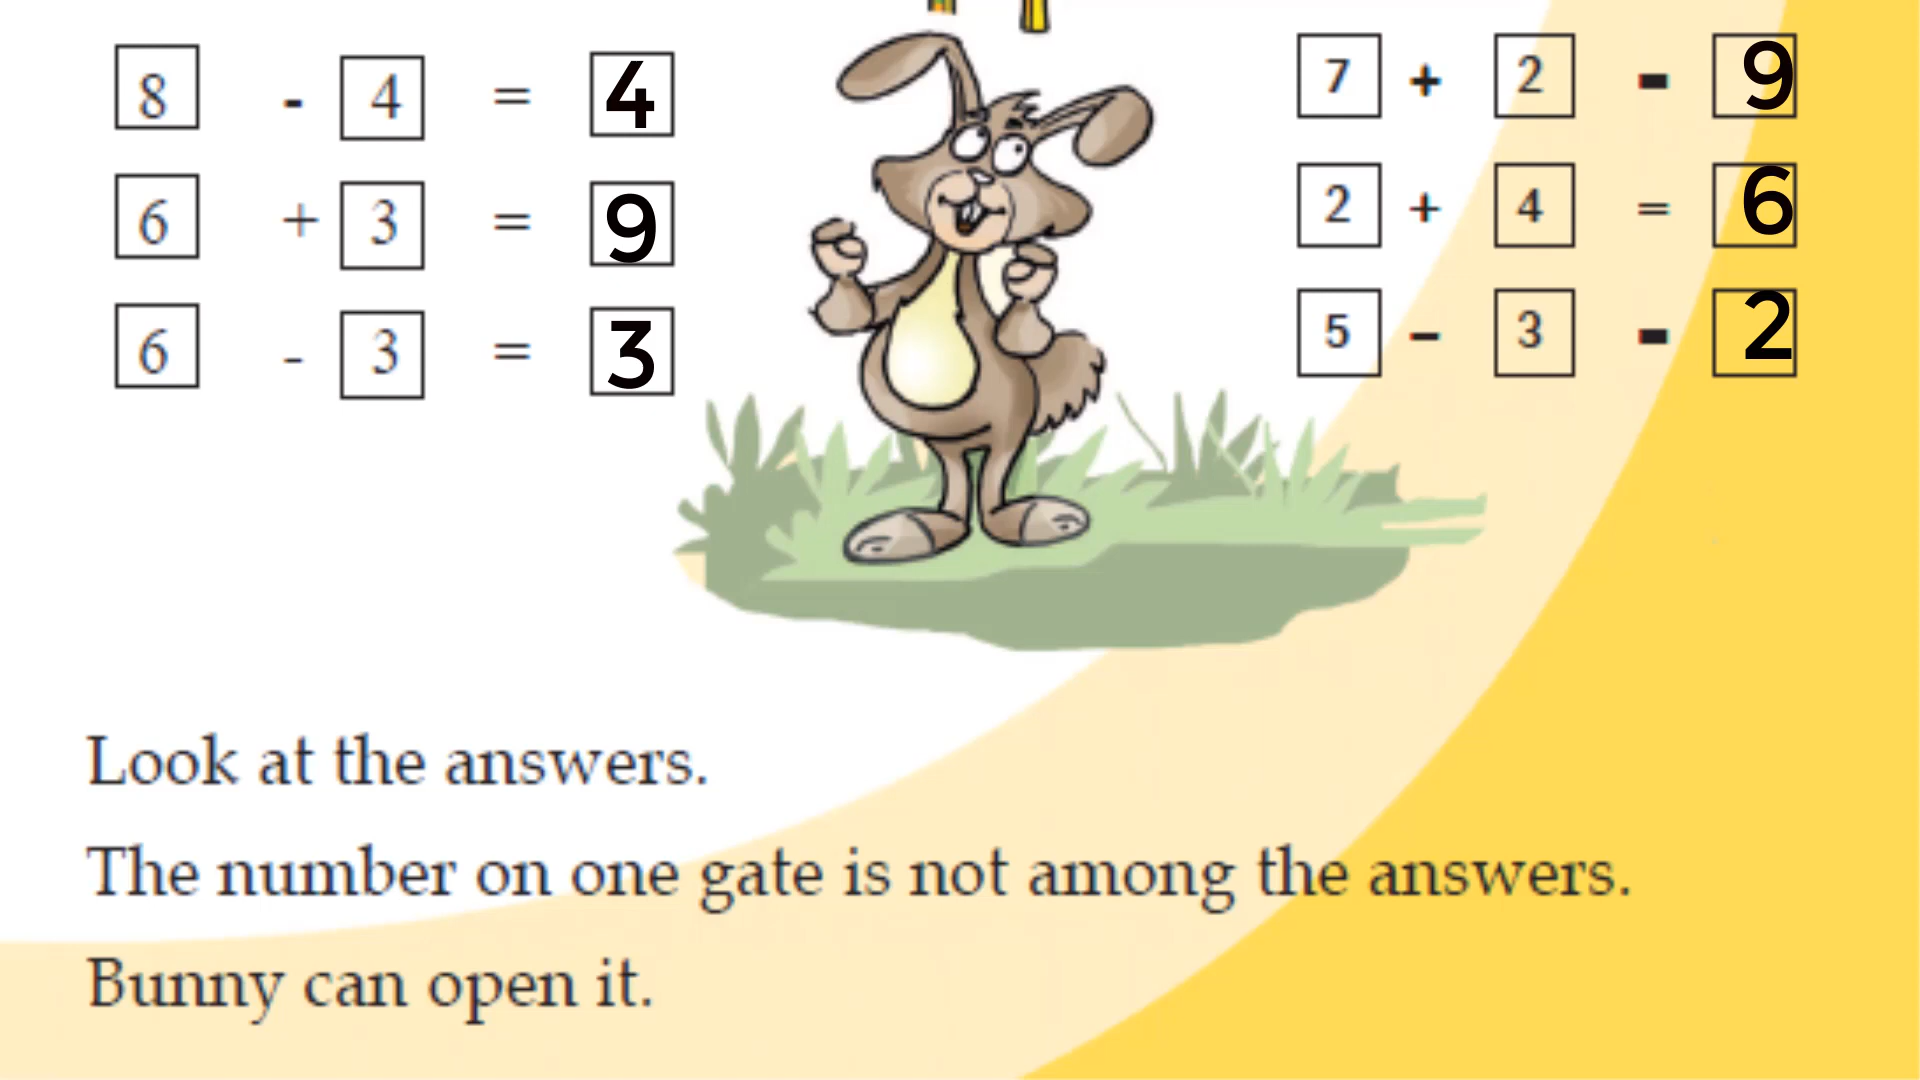 8 - 4 = 4
6 + 3 = 9
6 - 3 = 3
7 + 2 = 9
2 + 4 = 6
5 - 3 = 2
Look at the answers.
The number on one gate is not among the answers.
Bunny can open it.